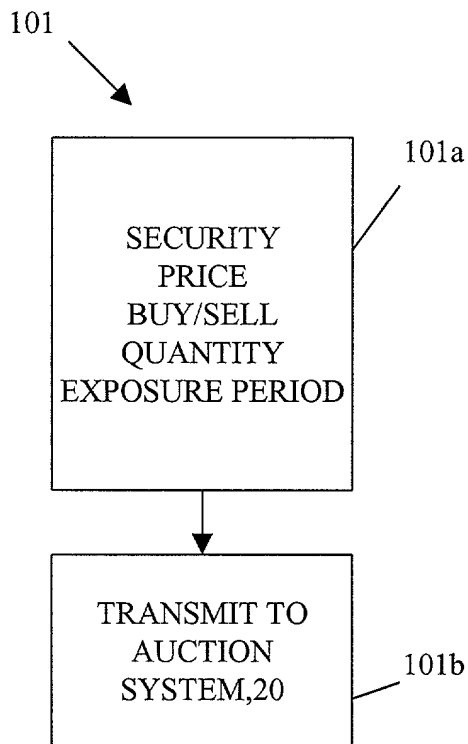 101
101a
SECURITY
PRICE
BUY/SELL
QUANTITY
EXPOSURE PERIOD
TRANSMIT TO
AUCTION
SYSTEM,20
101b